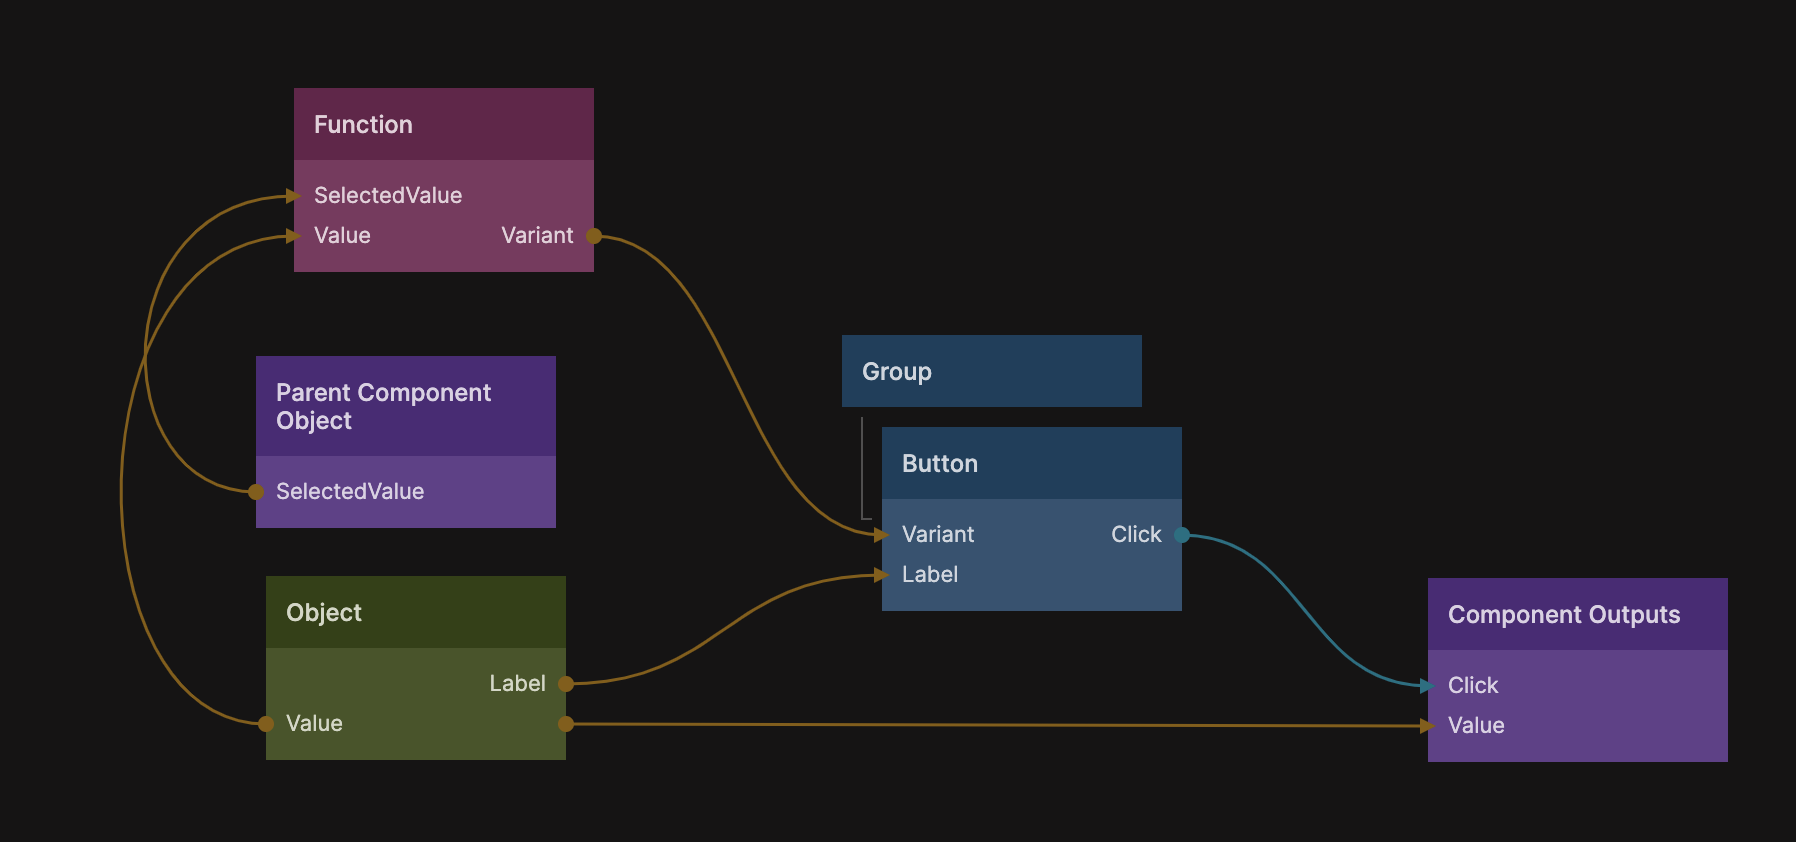 Function
SelectedValue
Value Variant
Parent Component
Object
SelectedValue
Object
Label
Value
Group
Button
Variant Click
Label
Component Outputs
Click
Value